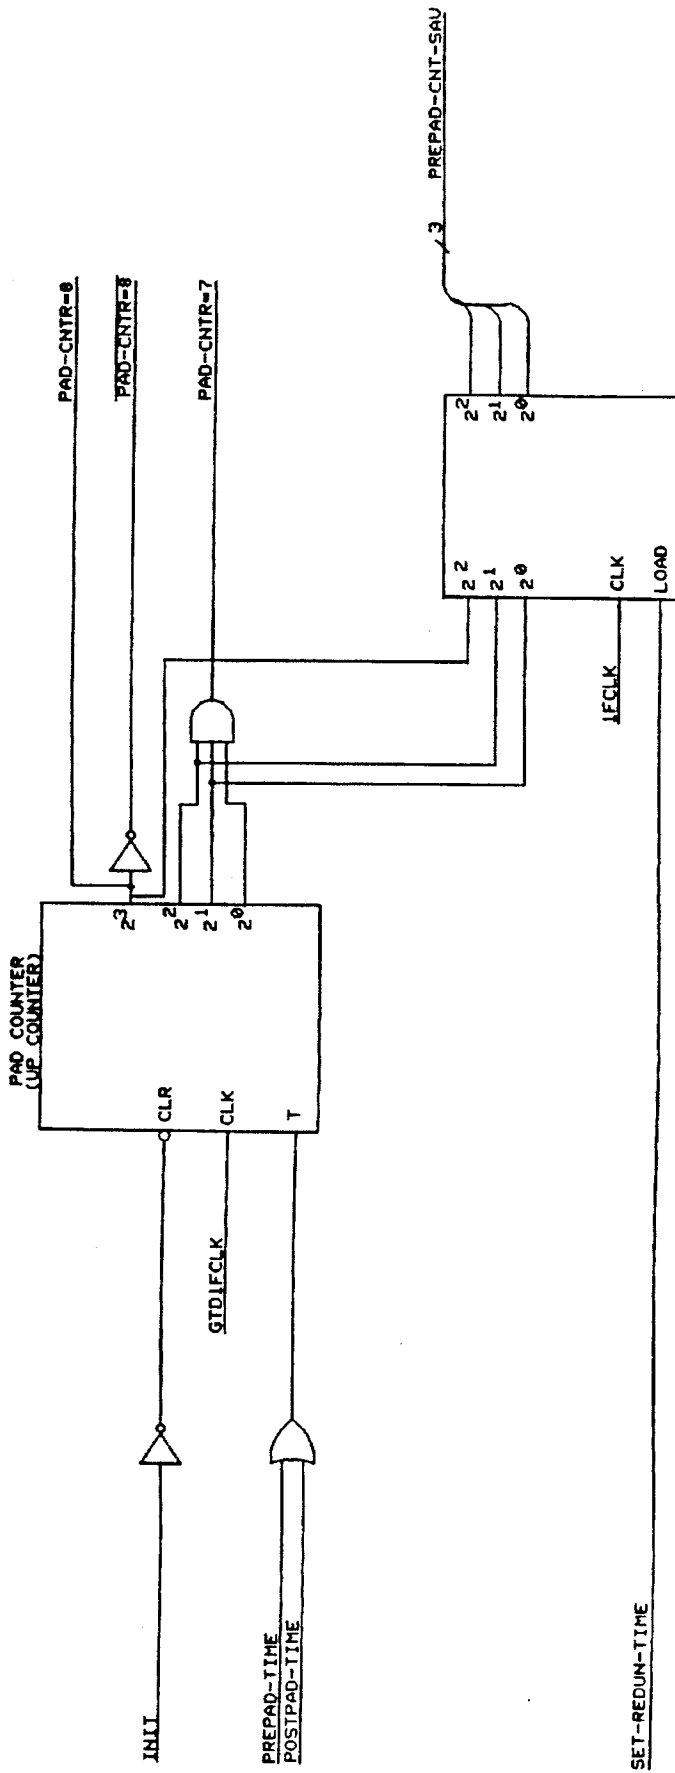 PAD COUNTER
(UP COUNTER)
INIT
CLR
GTD1FCLK
CLK
PREPAD-TIME
POSTPAD-TIME
T
2³
2²
2¹
2⁰
PAD-CNTR=8
PAD-CNTR=8
PAD-CNTR=7
2²
2¹
2⁰
1FCLK
CLK
SET-REDUN-TIME
LOAD
2²
2¹
2⁰
3
PREPAD-CNT-SAV